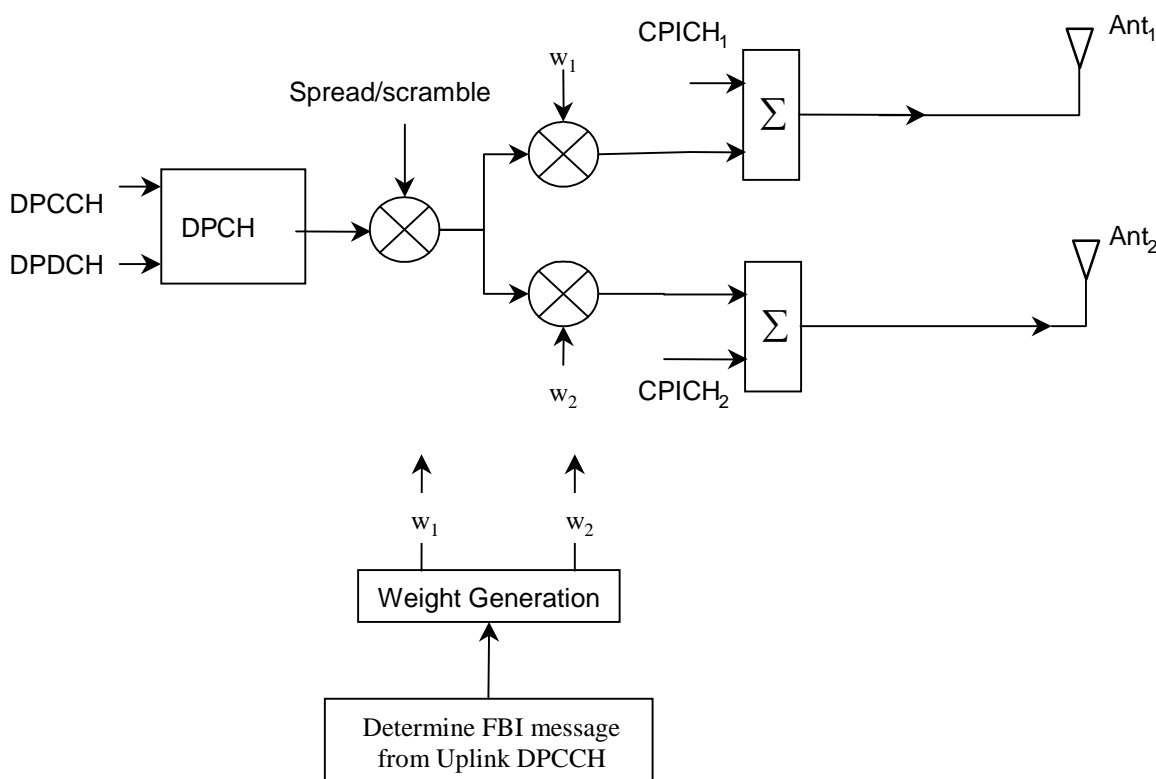 CPICH1
Ant1
w1
Spread/scramble
∑
DPCCH
DPCH
DPDCH
Ant2
∑
w2
CPICH2
w1
w2
Weight Generation
Determine FBI message
from Uplink DPCCH